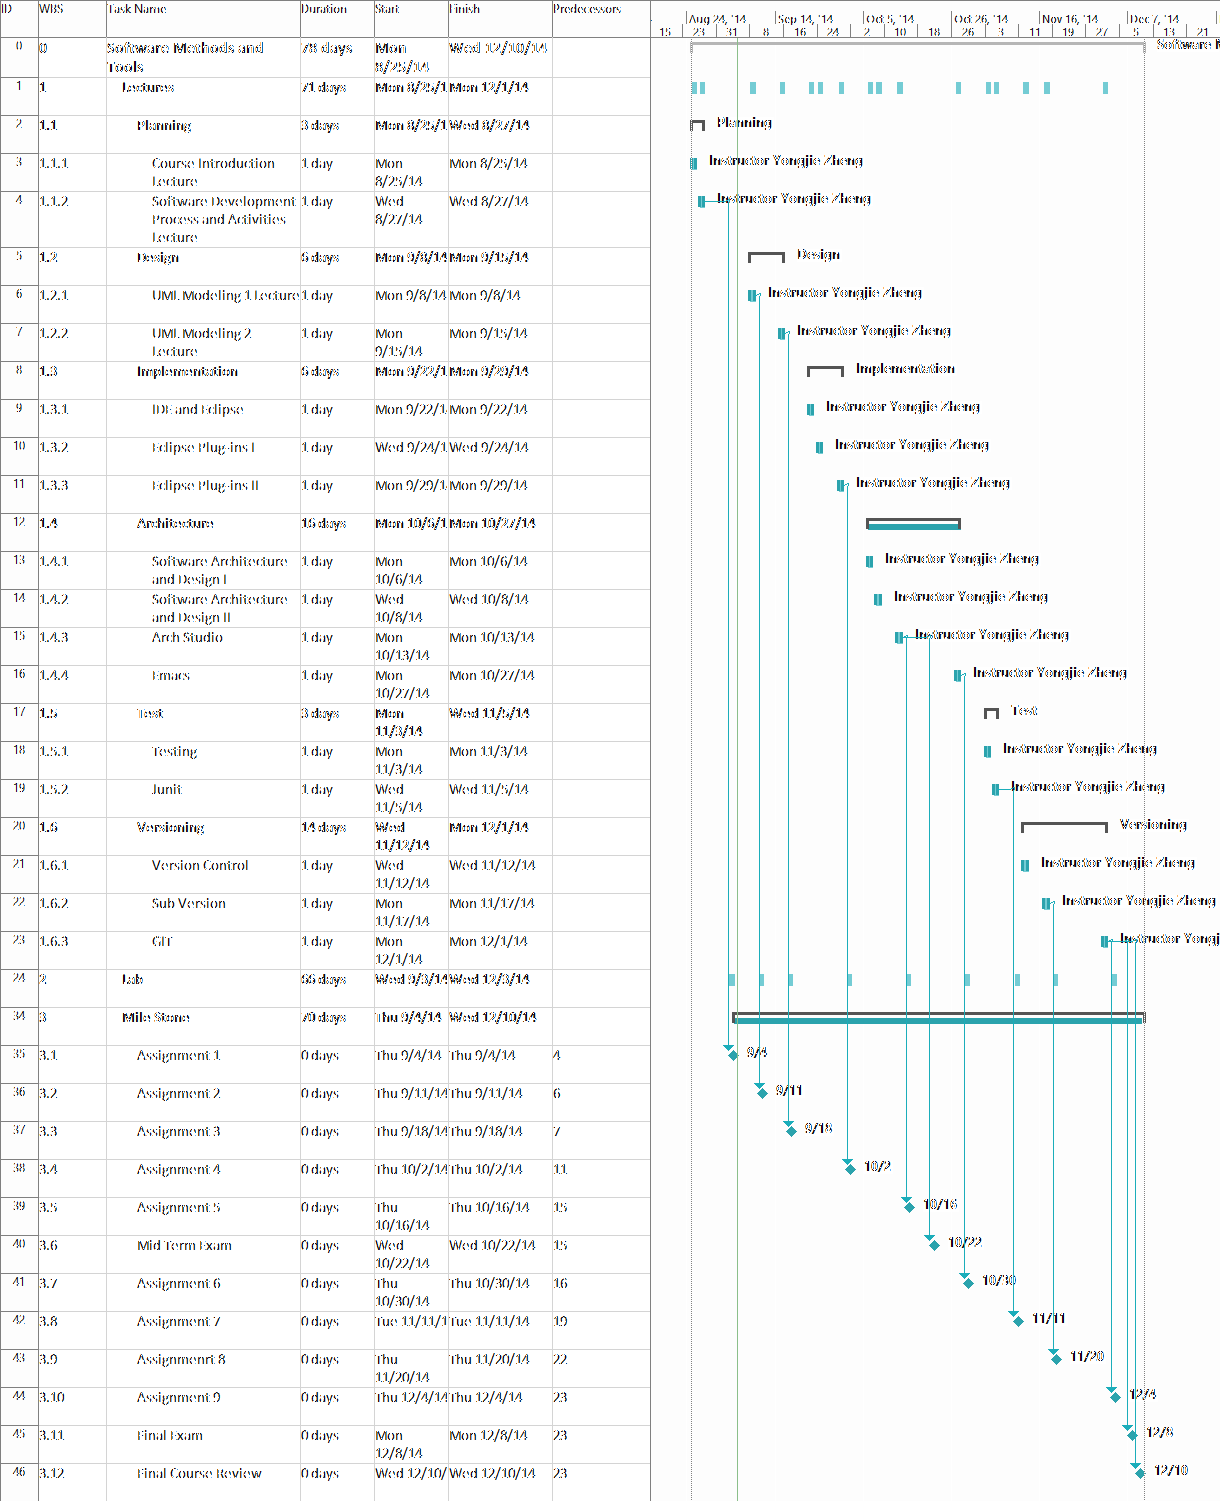 ID WBS Task Name Duration Start Finish Predecessors
Aug 24, '14 Sep 14, '14 Oct 5, '14 Oct 26, '14 Nov 16, '14 Dec 7, '14
15 23 31 8 16 24 2 10 18 26 3 11 19 27 5 13 21
0 0 Software Methods and 78 days Mon Wed 12/10/14 Software M
Tools 8/25/14
1 1 Lectures 71 days Mon 8/25/1 Mon 12/1/14
2 1.1 Planning 3 days Mon 8/25/1 Wed 8/27/14 Planning
3 1.1.1 Course Introduction 1 day Mon Mon 8/25/14 Instructor Yongjie Zheng
Lecture 8/25/14
4 1.1.2 Software Development 1 day Wed Wed 8/27/14 Instructor Yongjie Zheng
Process and Activities 8/27/14
Lecture
5 1.2 Design 6 days Mon 9/8/14 Mon 9/15/14 Design
6 1.2.1 UML Modeling 1 Lecture 1 day Mon 9/8/14 Mon 9/8/14 Instructor Yongjie Zheng
7 1.2.2 UML Modeling 2 1 day Mon Mon 9/15/14 Instructor Yongjie Zheng
Lecture 9/15/14
8 1.3 Implementation 6 days Mon 9/22/1 Mon 9/29/14 Implementation
9 1.3.1 IDE and Eclipse 1 day Mon 9/22/1 Mon 9/22/14 Instructor Yongjie Zheng
10 1.3.2 Eclipse Plug-ins I 1 day Wed 9/24/1 Wed 9/24/14 Instructor Yongjie Zheng
11 1.3.3 Eclipse Plug-ins II 1 day Mon 9/29/1 Mon 9/29/14 Instructor Yongjie Zheng
12 1.4 Architecture 16 days Mon 10/6/1 Mon 10/27/14
13 1.4.1 Software Architecture 1 day Mon Mon 10/6/14 Instructor Yongjie Zheng
and Design I 10/6/14
14 1.4.2 Software Architecture 1 day Wed Wed 10/8/14 Instructor Yongjie Zheng
and Design II 10/8/14
15 1.4.3 Arch Studio 1 day Mon Mon 10/13/14 Instructor Yongjie Zheng
10/13/14
16 1.4.4 Emacs 1 day Mon Mon 10/27/14 Instructor Yongjie Zheng
10/27/14
17 1.5 Test 3 days Mon Wed 11/5/14 Test
11/3/14
18 1.5.1 Testing 1 day Mon Mon 11/3/14 Instructor Yongjie Zheng
11/3/14
19 1.5.2 Junit 1 day Wed Wed 11/5/14 Instructor Yongjie Zheng
11/5/14
20 1.6 Versioning 14 days Wed Mon 12/1/14 Versioning
11/12/14
21 1.6.1 Version Control 1 day Wed Wed 11/12/14 Instructor Yongjie Zheng
11/12/14
22 1.6.2 Sub Version 1 day Mon Mon 11/17/14 Instructor Yongjie Zheng
11/17/14
23 1.6.3 GIT 1 day Mon Mon 12/1/14 Instructor Yongj
12/1/14
24 2 Lab 66 days Wed 9/3/14 Wed 12/3/14
34 3 Mile Stone 70 days Thu 9/4/14 Wed 12/10/14
35 3.1 Assignment 1 0 days Thu 9/4/14 Thu 9/4/14 4 9/4
36 3.2 Assignment 2 0 days Thu 9/11/14 Thu 9/11/14 6 9/11
37 3.3 Assignment 3 0 days Thu 9/18/14 Thu 9/18/14 7 9/18
38 3.4 Assignment 4 0 days Thu 10/2/14 Thu 10/2/14 11 10/2
39 3.5 Assignment 5 0 days Thu Thu 10/16/14 15 10/16
10/16/14
40 3.6 Mid Term Exam 0 days Wed Wed 10/22/14 15 10/22
10/22/14
41 3.7 Assignment 6 0 days Thu Thu 10/30/14 16 10/30
10/30/14
42 3.8 Assignment 7 0 days Tue 11/11/1 Tue 11/11/14 19 11/11
43 3.9 Assignmenrt 8 0 days Thu Thu 11/20/14 22 11/20
11/20/14
44 3.10 Assignment 9 0 days Thu 12/4/14 Thu 12/4/14 23 12/4
45 3.11 Final Exam 0 days Mon Mon 12/8/14 23 12/8
12/8/14
46 3.12 Final Course Review 0 days Wed 12/10/ Wed 12/10/14 23 12/10